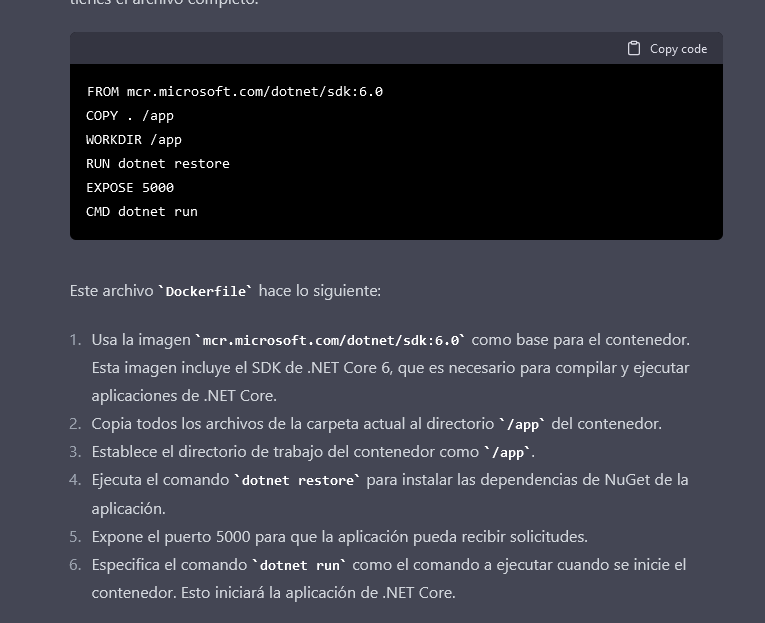 tienes el archivo completo.
Copy code
FROM mcr.microsoft.com/dotnet/sdk:6.0
COPY . /app
WORKDIR /app
RUN dotnet restore
EXPOSE 5000
CMD dotnet run
Este archivo `Dockerfile` hace lo siguiente:
1. Usa la imagen `mcr.microsoft.com/dotnet/sdk:6.0` como base para el contenedor.
Esta imagen incluye el SDK de .NET Core 6, que es necesario para compilar y ejecutar
aplicaciones de .NET Core.
2. Copia todos los archivos de la carpeta actual al directorio `/app` del contenedor.
3. Establece el directorio de trabajo del contenedor como `/app`.
4. Ejecuta el comando `dotnet restore` para instalar las dependencias de NuGet de la
aplicación.
5. Expone el puerto 5000 para que la aplicación pueda recibir solicitudes.
6. Especifica el comando `dotnet run` como el comando a ejecutar cuando se inicie el
contenedor. Esto iniciará la aplicación de .NET Core.